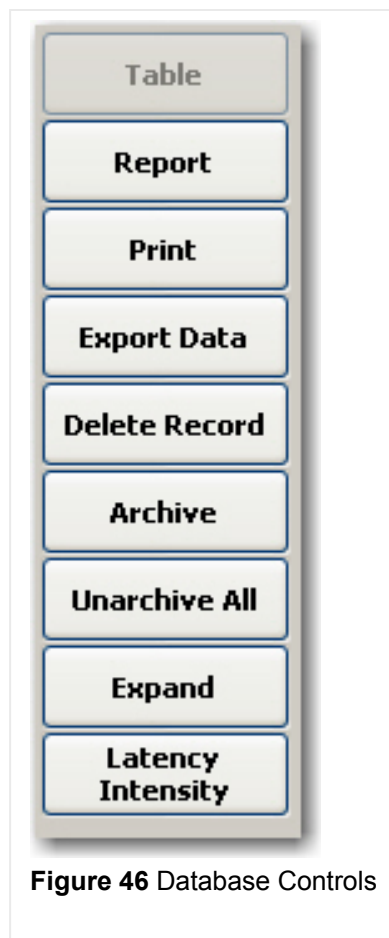 Table
Report
Print
Export Data
Delete Record
Archive
Unarchive All
Expand
Latency
Intensity
Figure 46 Database Controls